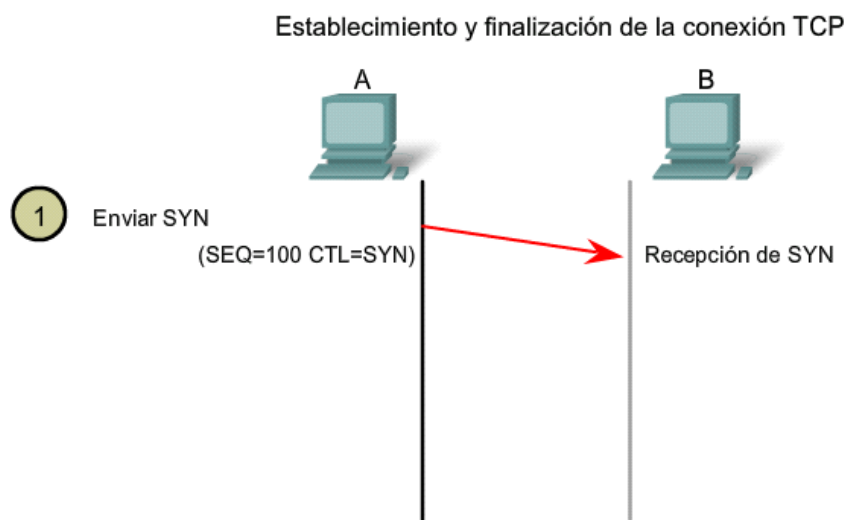 Establecimiento y finalización de la conexión TCP
A
B
1
Enviar SYN
(SEQ=100 CTL=SYN)
Recepción de SYN